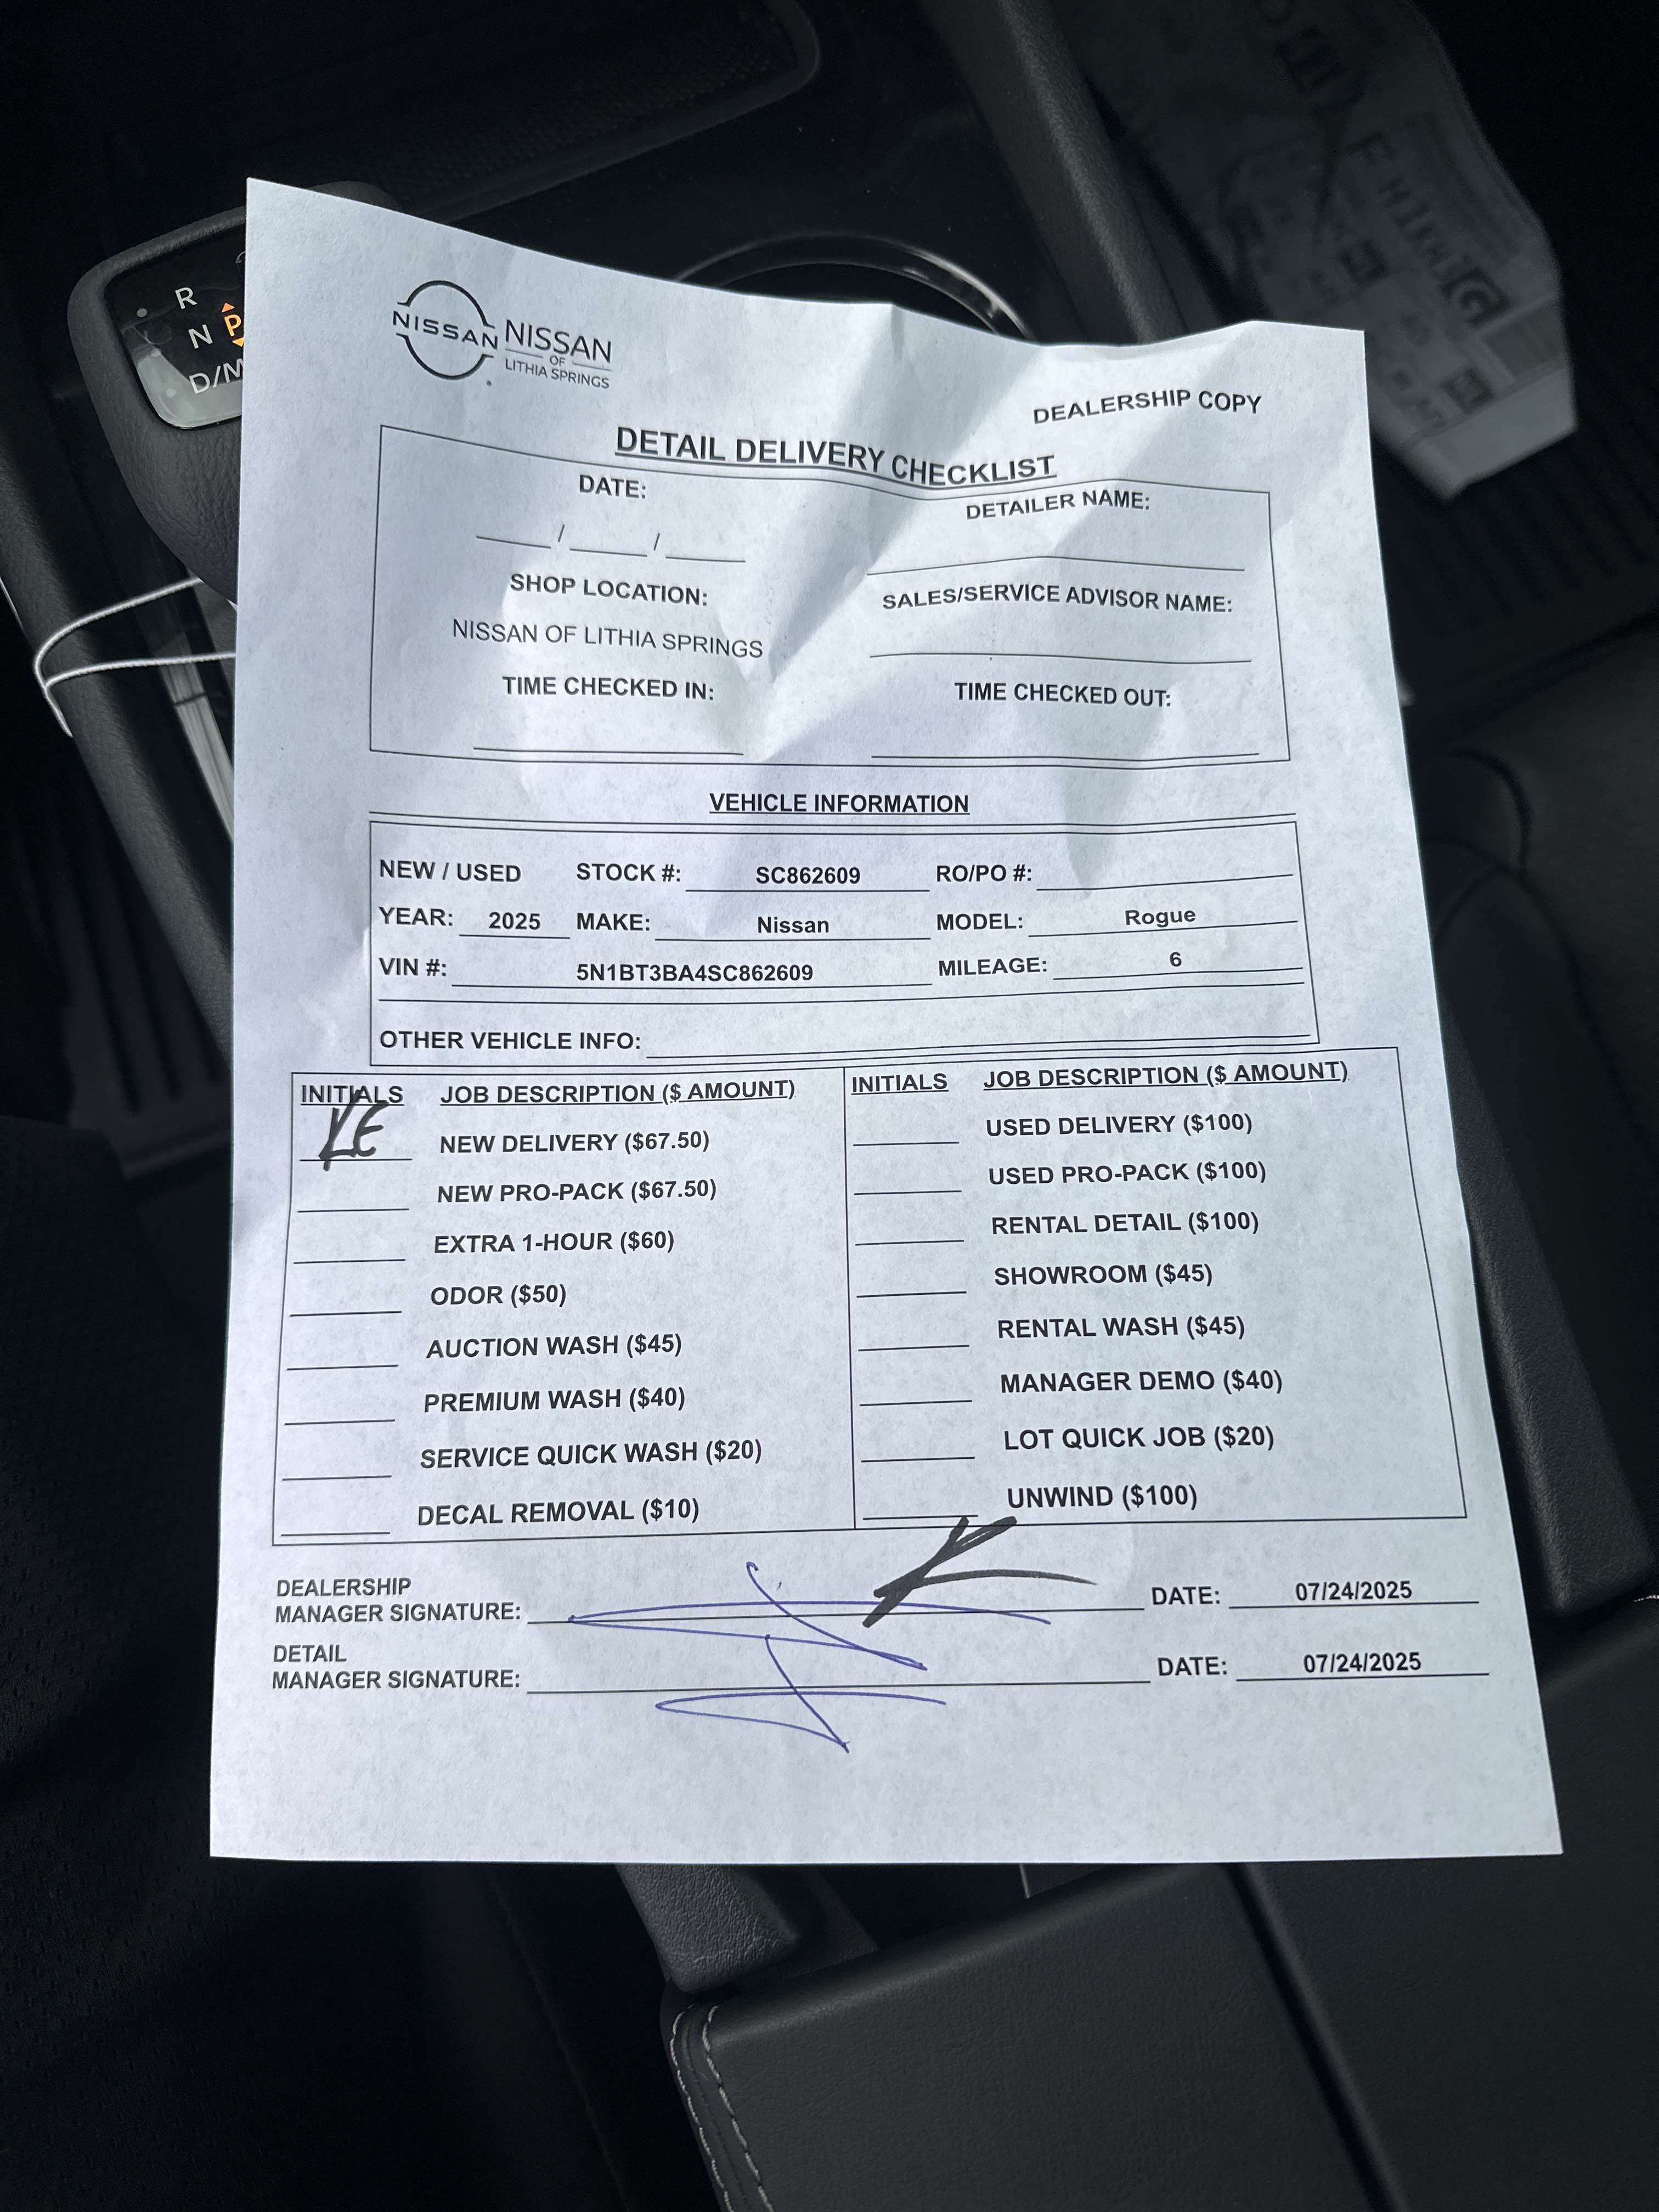 R
N P
D/M
NISSAN NISSAN
OF
LITHIA SPRINGS
DEALERSHIP COPY
DETAIL DELIVERY CHECKLIST
DATE: DETAILER NAME:
____/____/____
SHOP LOCATION: SALES/SERVICE ADVISOR NAME:
NISSAN OF LITHIA SPRINGS
TIME CHECKED IN: TIME CHECKED OUT:
VEHICLE INFORMATION
NEW / USED STOCK #: SC862609 RO/PO #:
YEAR: 2025 MAKE: Nissan MODEL: Rogue
VIN #: 5N1BT3BA4SC862609 MILEAGE: 6
OTHER VEHICLE INFO:
INITIALS JOB DESCRIPTION ($ AMOUNT)
NEW DELIVERY ($67.50)
NEW PRO-PACK ($67.50)
EXTRA 1-HOUR ($60)
ODOR ($50)
AUCTION WASH ($45)
PREMIUM WASH ($40)
SERVICE QUICK WASH ($20)
DECAL REMOVAL ($10)
INITIALS JOB DESCRIPTION ($ AMOUNT)
USED DELIVERY ($100)
USED PRO-PACK ($100)
RENTAL DETAIL ($100)
SHOWROOM ($45)
RENTAL WASH ($45)
MANAGER DEMO ($40)
LOT QUICK JOB ($20)
UNWIND ($100)
DEALERSHIP
MANAGER SIGNATURE: DATE: 07/24/2025
DETAIL
MANAGER SIGNATURE: DATE: 07/24/2025